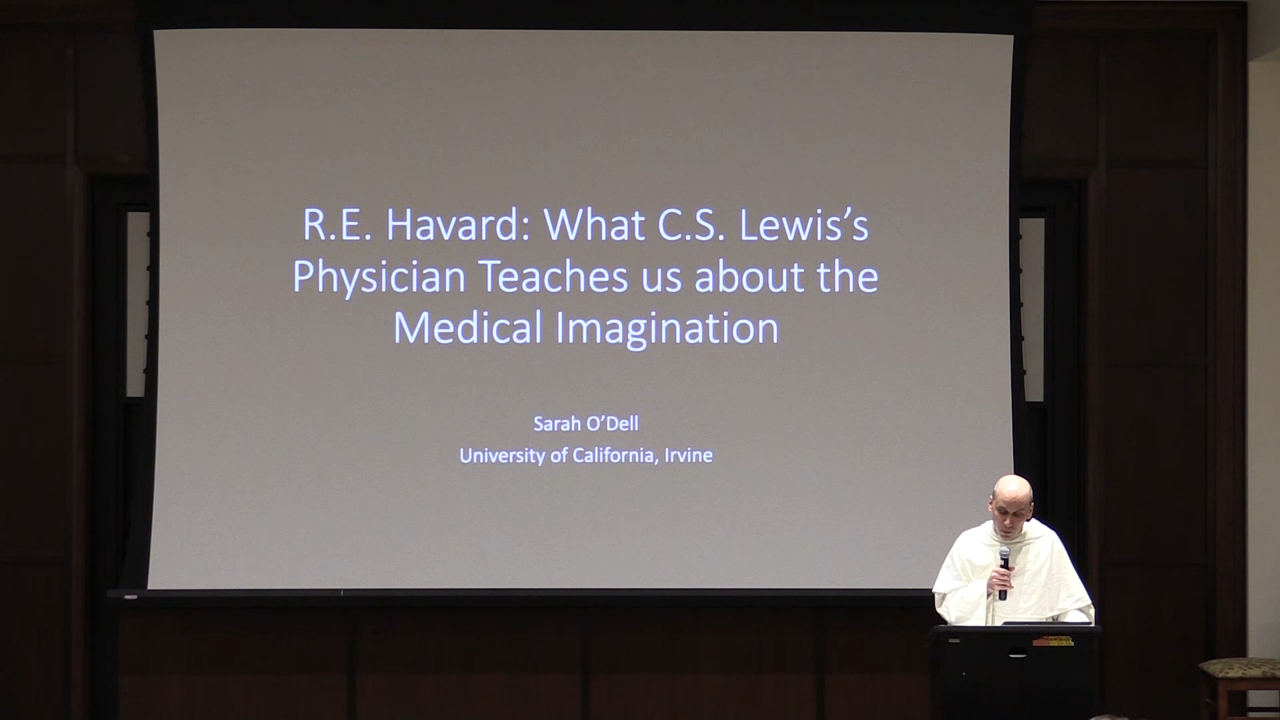 R.E. Havard: What C.S. Lewis’s
Physician Teaches us about the
Medical Imagination
Sarah O’Dell
University of California, Irvine